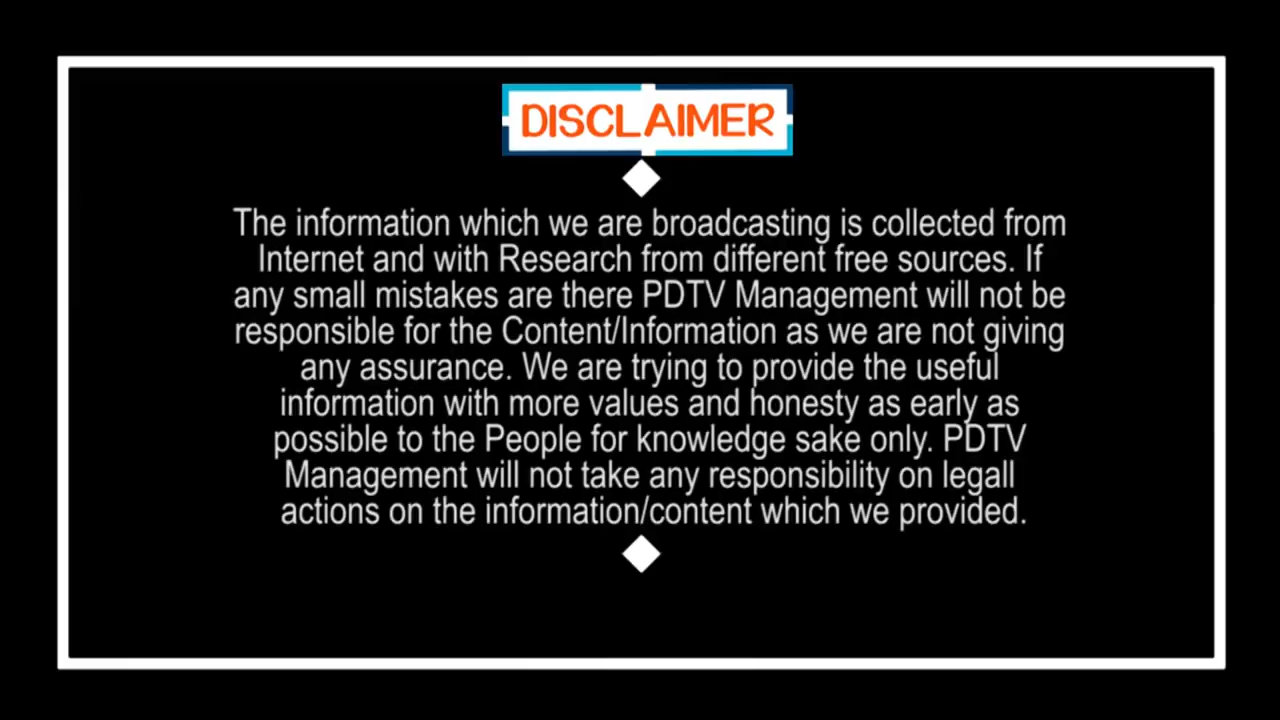 DISCLAIMER
The information which we are broadcasting is collected from
Internet and with Research from different free sources. If
any small mistakes are there PDTV Management will not be
responsible for the Content/Information as we are not giving
any assurance. We are trying to provide the useful
information with more values and honesty as early as
possible to the People for knowledge sake only. PDTV
Management will not take any responsibility on legall
actions on the information/content which we provided.